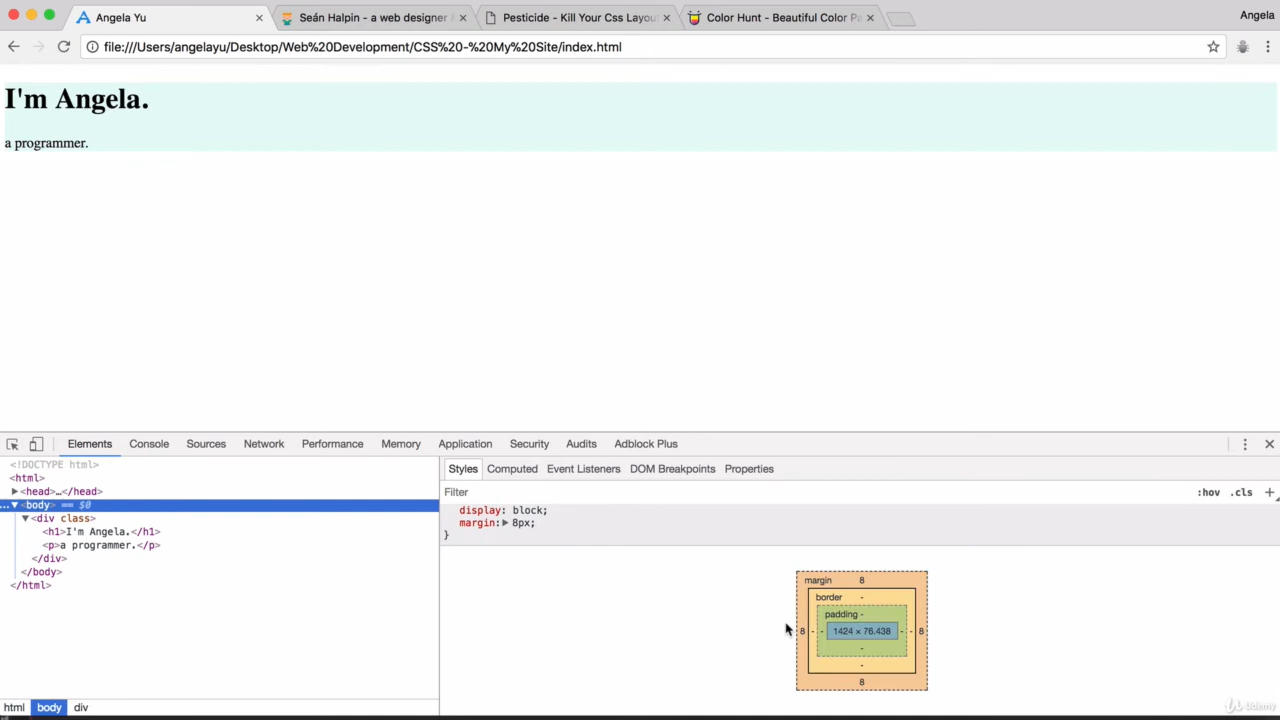 Angela Yu
Seán Halpin - a web designer
Pesticide - Kill Your Css Layou
Color Hunt - Beautiful Color Pa
Angela
file:///Users/angelayu/Desktop/Web%20Development/CSS%20-%20My%20Site/index.html
I'm Angela.
a programmer.
Elements Console Sources Network Performance Memory Application Security Audits Adblock Plus
<!DOCTYPE html>
<html>
<head>…</head>
<body> == $0
<div class>
<h1>I'm Angela.</h1>
<p>a programmer.</p>
</div>
</body>
</html>
html body div
Styles Computed Event Listeners DOM Breakpoints Properties
Filter :hov .cls +
display: block;
margin: 8px;
}
margin 8
border -
padding -
8 - - 1424 × 76.438 - - 8
-
-
8
Udemy